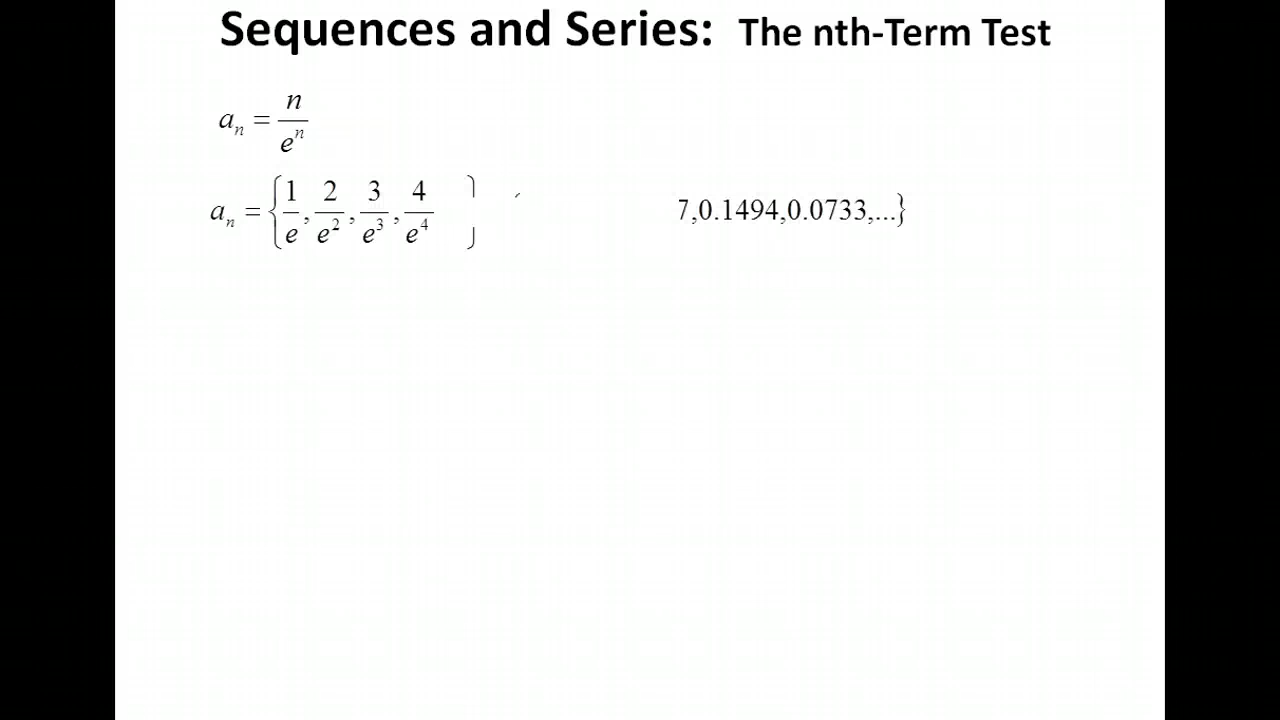 Sequences and Series: The nth-Term Test
a_n = n/e^n
a_n = {1/e, 2/e^2, 3/e^3, 4/e^4 } 7,0.1494,0.0733,...}